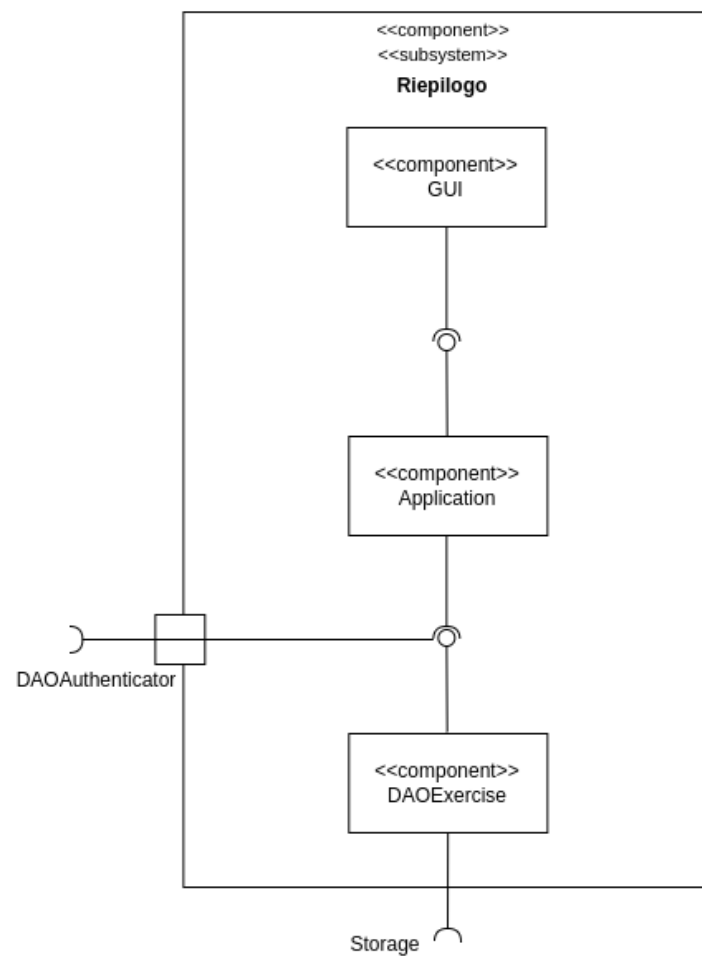 <<component>>
<<subsystem>>
Riepilogo
<<component>>
GUI
<<component>>
Application
DAOAuthenticator
<<component>>
DAOExercise
Storage